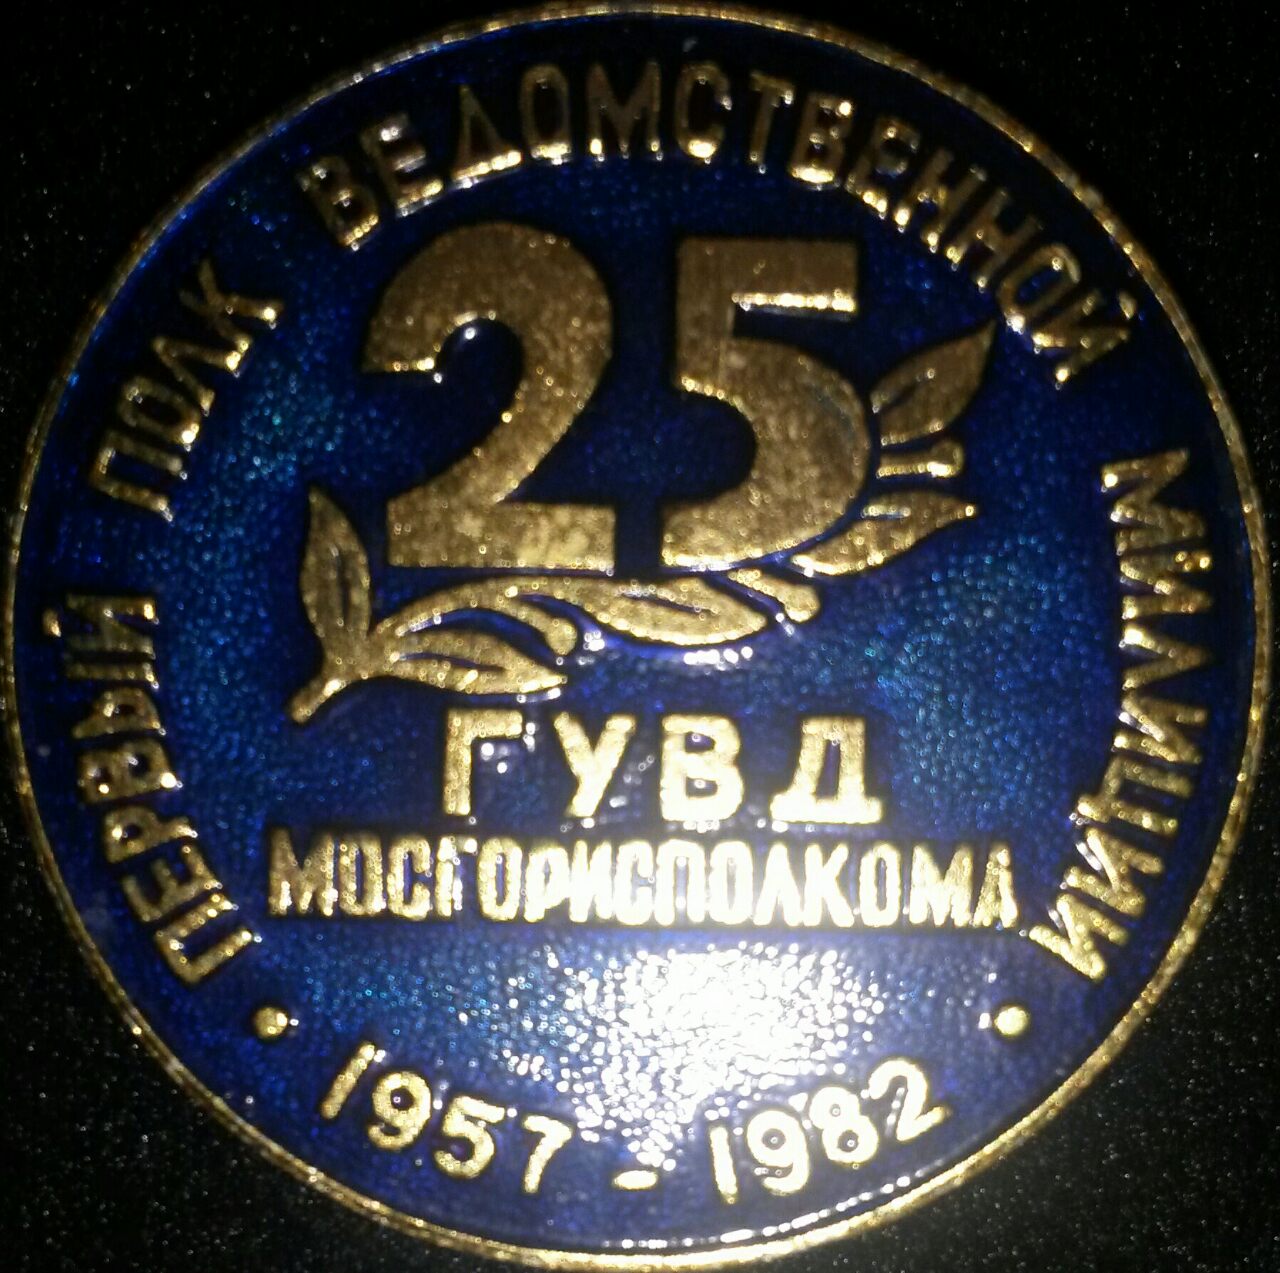 ПЕРВЫЙ ПОЛК ВЕДОМСТВЕННОЙ МИЛИЦИИ
25
ГУВД
МОСГОРИСПОЛКОМА
1957-1982